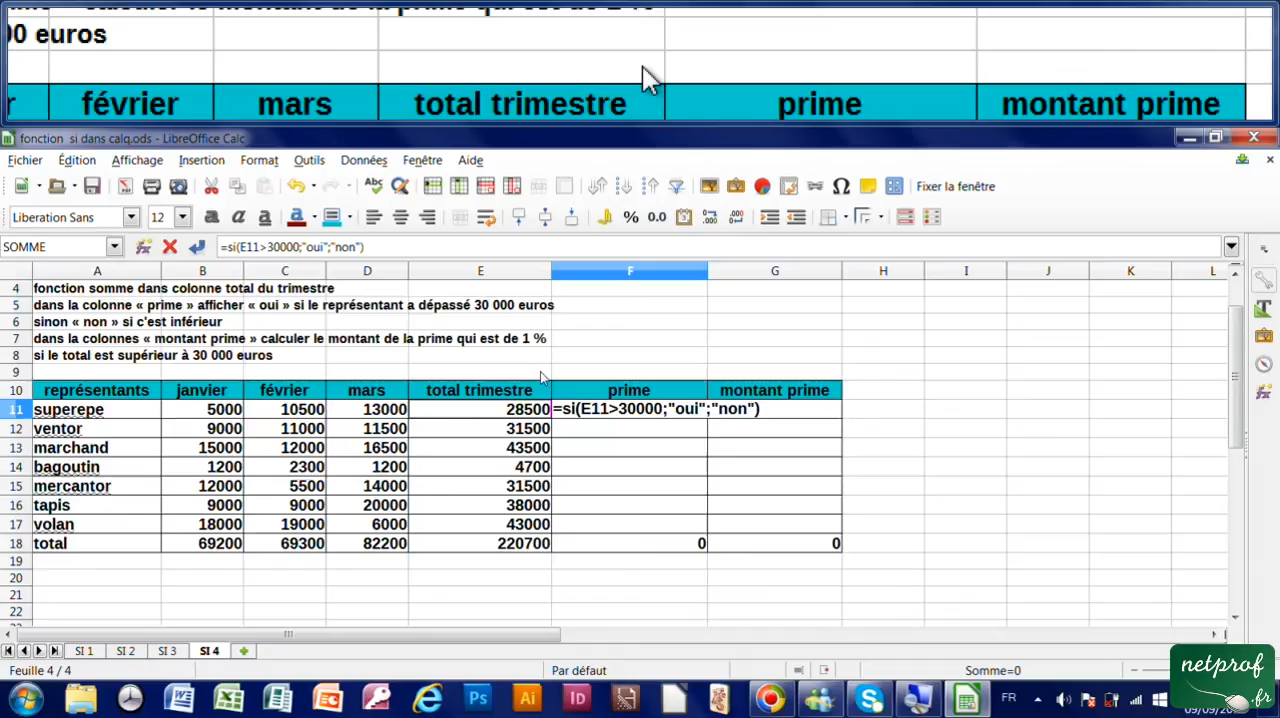 00 euros
février mars total trimestre prime montant prime
fonction si dans calq.ods - LibreOffice Calc
Fichier Édition Affichage Insertion Format Outils Données Fenêtre Aide
Fixer la fenêtre
Liberation Sans 12
SOMME =si(E11>30000;"oui";"non")
A B C D E F G H I J K L
4 fonction somme dans colonne total du trimestre
5 dans la colonne « prime » afficher « oui » si le représentant a dépassé 30 000 euros
6 sinon « non » si c'est inférieur
7 dans la colonnes « montant prime » calculer le montant de la prime qui est de 1 %
8 si le total est supérieur à 30 000 euros
9
10 représentants janvier février mars total trimestre prime montant prime
11 superepe 5000 10500 13000 28500 =si(E11>30000;"oui";"non")
12 ventor 9000 11000 11500 31500
13 marchand 15000 12000 16500 43500
14 bagoutin 1200 2300 1200 4700
15 mercantor 12000 5500 14000 31500
16 tapis 9000 9000 20000 38000
17 volan 18000 19000 6000 43000
18 total 69200 69300 82200 220700 0 0
19
20
21
22
SI 1 SI 2 SI 3 SI 4
Feuille 4 / 4 Par défaut Somme=0
netprof
.fr
FR